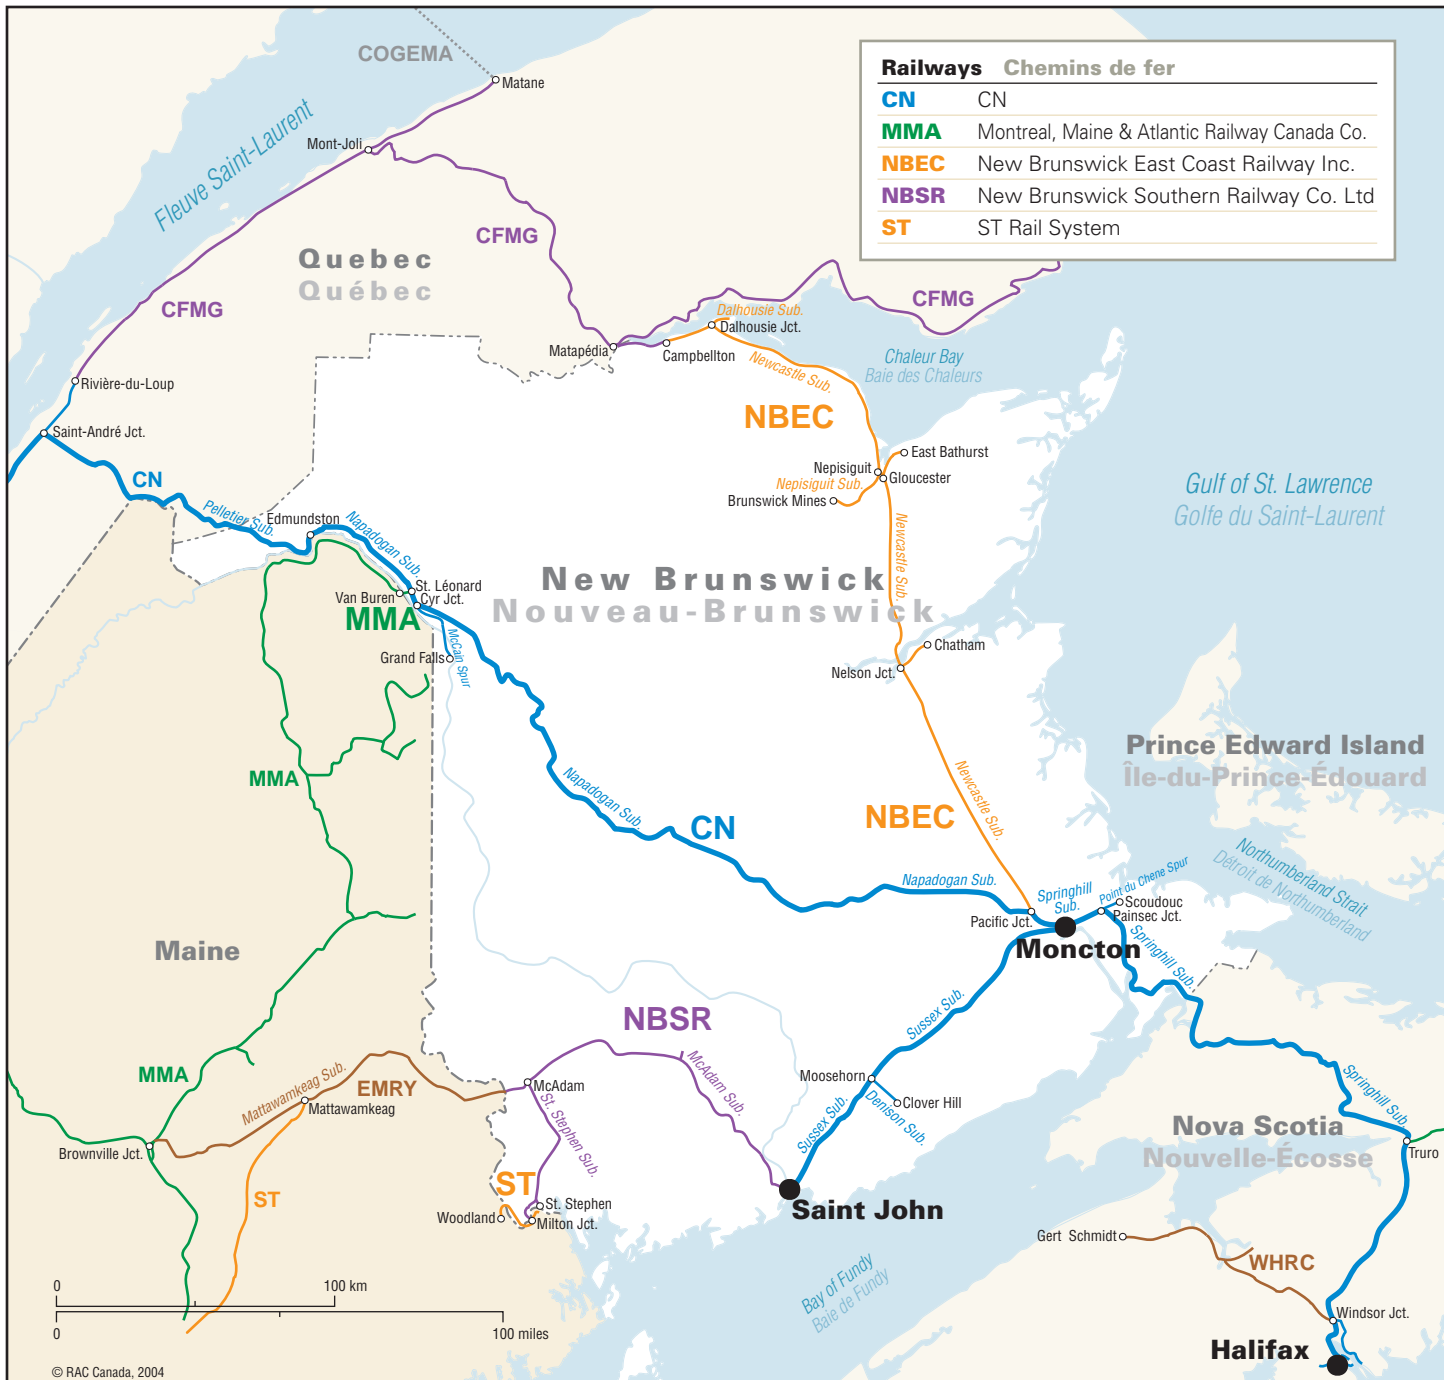 COGEMA
Matane
Mont-Joli
Fleuve Saint-Laurent
CFMG
Quebec
Québec
CFMG
Railways Chemins de fer
CN CN
MMA Montreal, Maine & Atlantic Railway Canada Co.
NBEC New Brunswick East Coast Railway Inc.
NBSR New Brunswick Southern Railway Co. Ltd
ST ST Rail System
CFMG
Dalhousie Sub.
Dalhousie Jct.
Matapédia
Campbellton
Newcastle Sub.
Chaleur Bay
Baie des Chaleurs
Rivière-du-Loup
NBEC
Saint-André Jct.
CN
East Bathurst
Nepisiguit
Gloucester
Nepisiguit Sub.
Brunswick Mines
Gulf of St. Lawrence
Golfe du Saint-Laurent
Pelletier Sub.
Edmundston
Napadogan Sub.
Newcastle Sub.
New Brunswick
Nouveau-Brunswick
St. Léonard
Van Buren
Cyr Jct.
MMA
McCain Spur
Grand Falls
Chatham
Nelson Jct.
Prince Edward Island
Île-du-Prince-Édouard
MMA
Napadogan Sub.
CN
NBEC
Newcastle Sub.
Northumberland Strait
Détroit de Northumberland
Napadogan Sub.
Springhill
Sub.
Point du Chene Spur
Scoudouc
Painsec Jct.
Pacific Jct.
Moncton
Springhill Sub.
Maine
NBSR
Sussex Sub.
MMA
Mattawamkeag Sub.
EMRY
Mattawamkeag
McAdam
McAdam Sub.
St. Stephen Sub.
Moosehorn
Clover Hill
Denison Sub.
Sussex Sub.
Springhill Sub.
Nova Scotia
Nouvelle-Écosse
Truro
Brownville Jct.
ST
ST
Woodland
St. Stephen
Milton Jct.
Saint John
Gert Schmidt
WHRC
Bay of Fundy
Baie de Fundy
Windsor Jct.
Halifax
0 100 km
0 100 miles
© RAC Canada, 2004